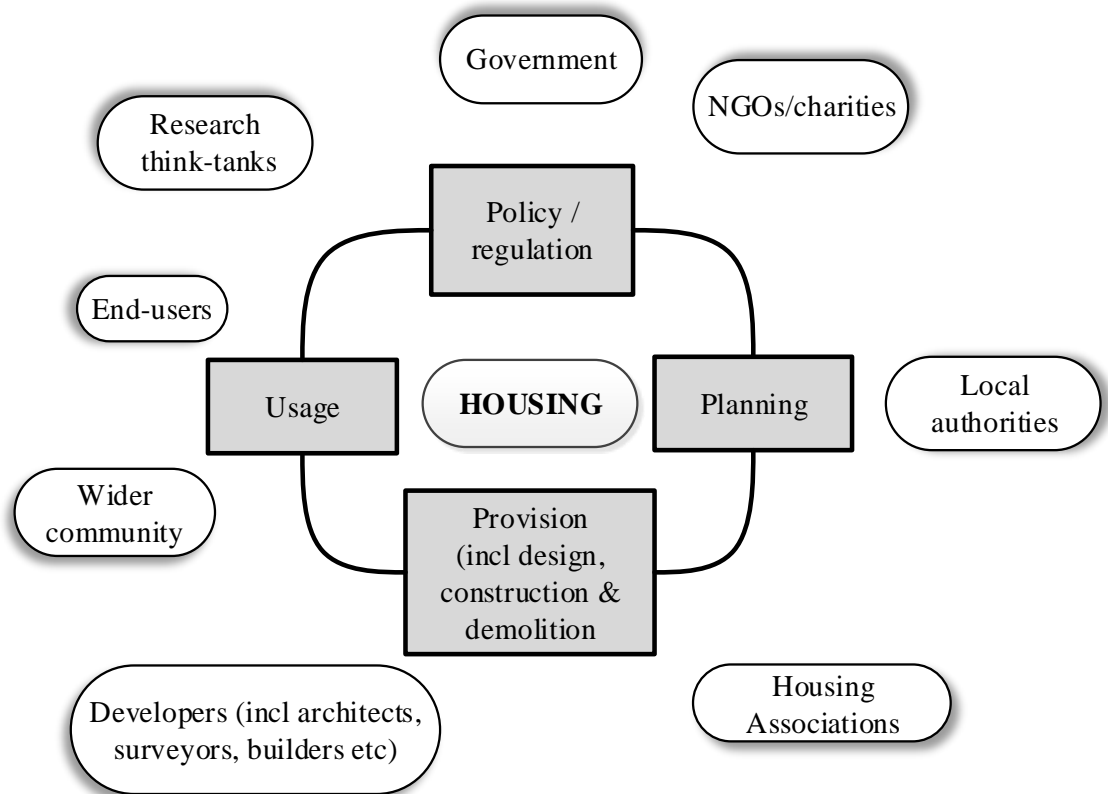 Government
NGOs/charities
Research
think-tanks
Policy /
regulation
End-users
Usage
HOUSING
Planning
Local
authorities
Wider
community
Provision
(incl design,
construction &
demolition
Developers (incl architects,
surveyors, builders etc)
Housing
Associations